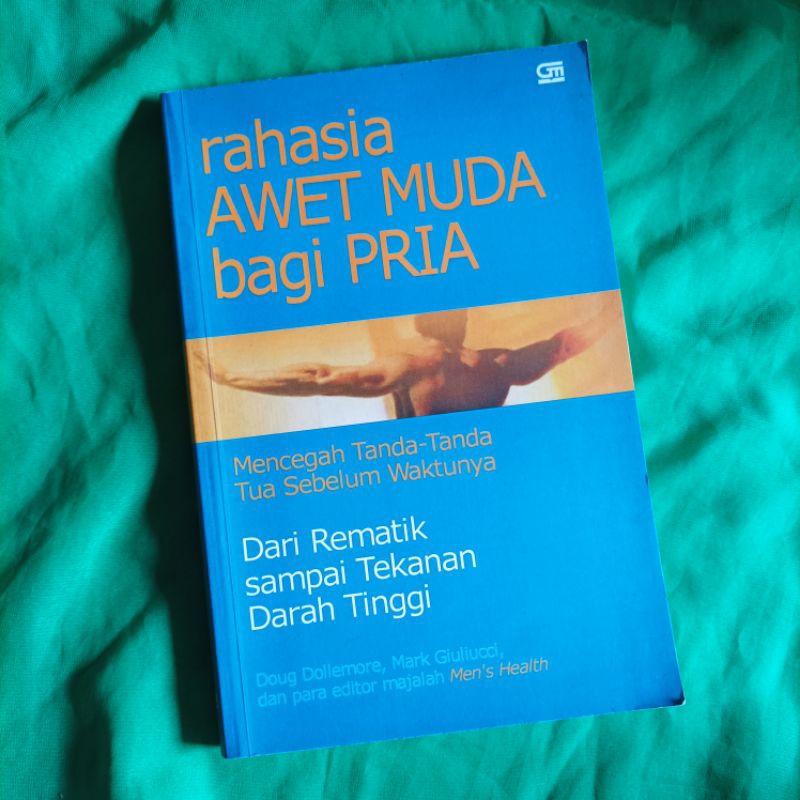 rahasia
AWET MUDA
bagi PRIA
Mencegah Tanda-Tanda
Tua Sebelum Waktunya
Dari Rematik
sampai Tekanan
Darah Tinggi
Doug Dollemore, Mark Giuliucci,
dan para editor majalah Men's Health